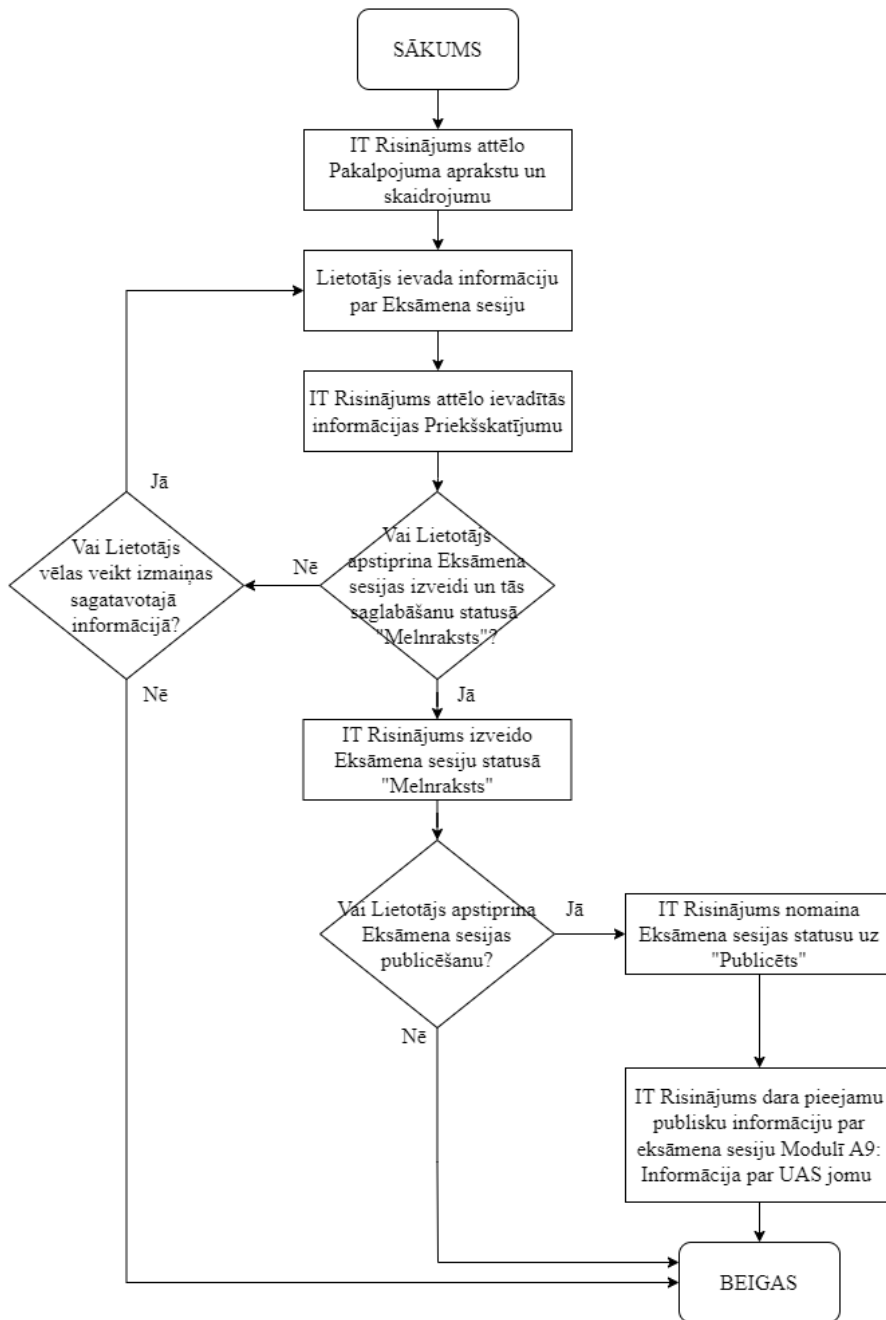 SĀKUMS
IT Risinājums attēlo
Pakalpojuma aprakstu un
skaidrojumu
Lietotājs ievada informāciju
par Eksāmena sesiju
IT Risinājums attēlo ievadītās
informācijas Priekšskatījumu
Jā
Vai Lietotājs
vēlas veikt izmaiņas
sagatavotajā
informācijā?
Nē
Vai Lietotājs
apstiprina Eksāmena
sesijas izveidi un tās
saglabāšanu statusā
"Melnraksts"?
Nē
Jā
IT Risinājums izveido
Eksāmena sesiju statusā
"Melnraksts"
Vai Lietotājs apstiprina
Eksāmena sesijas
publicēšanu?
Jā
IT Risinājums nomaina
Eksāmena sesijas statusu uz
"Publicēts"
Nē
IT Risinājums dara pieejamu
publisku informāciju par
eksāmena sesiju Modulī A9:
Informācija par UAS jomu
BEIGAS